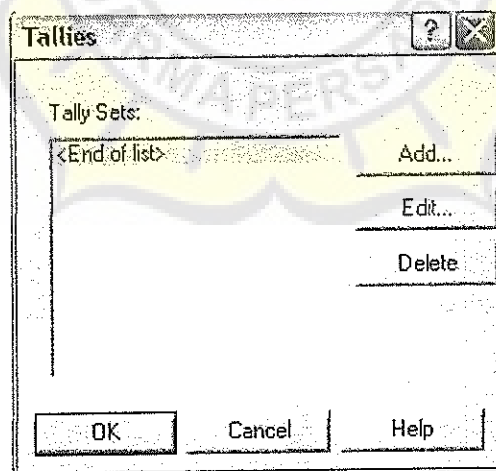 Tallies
?
Tally Sets:
<End of list>
Add...
Edit...
Delete
OK
Cancel
Help